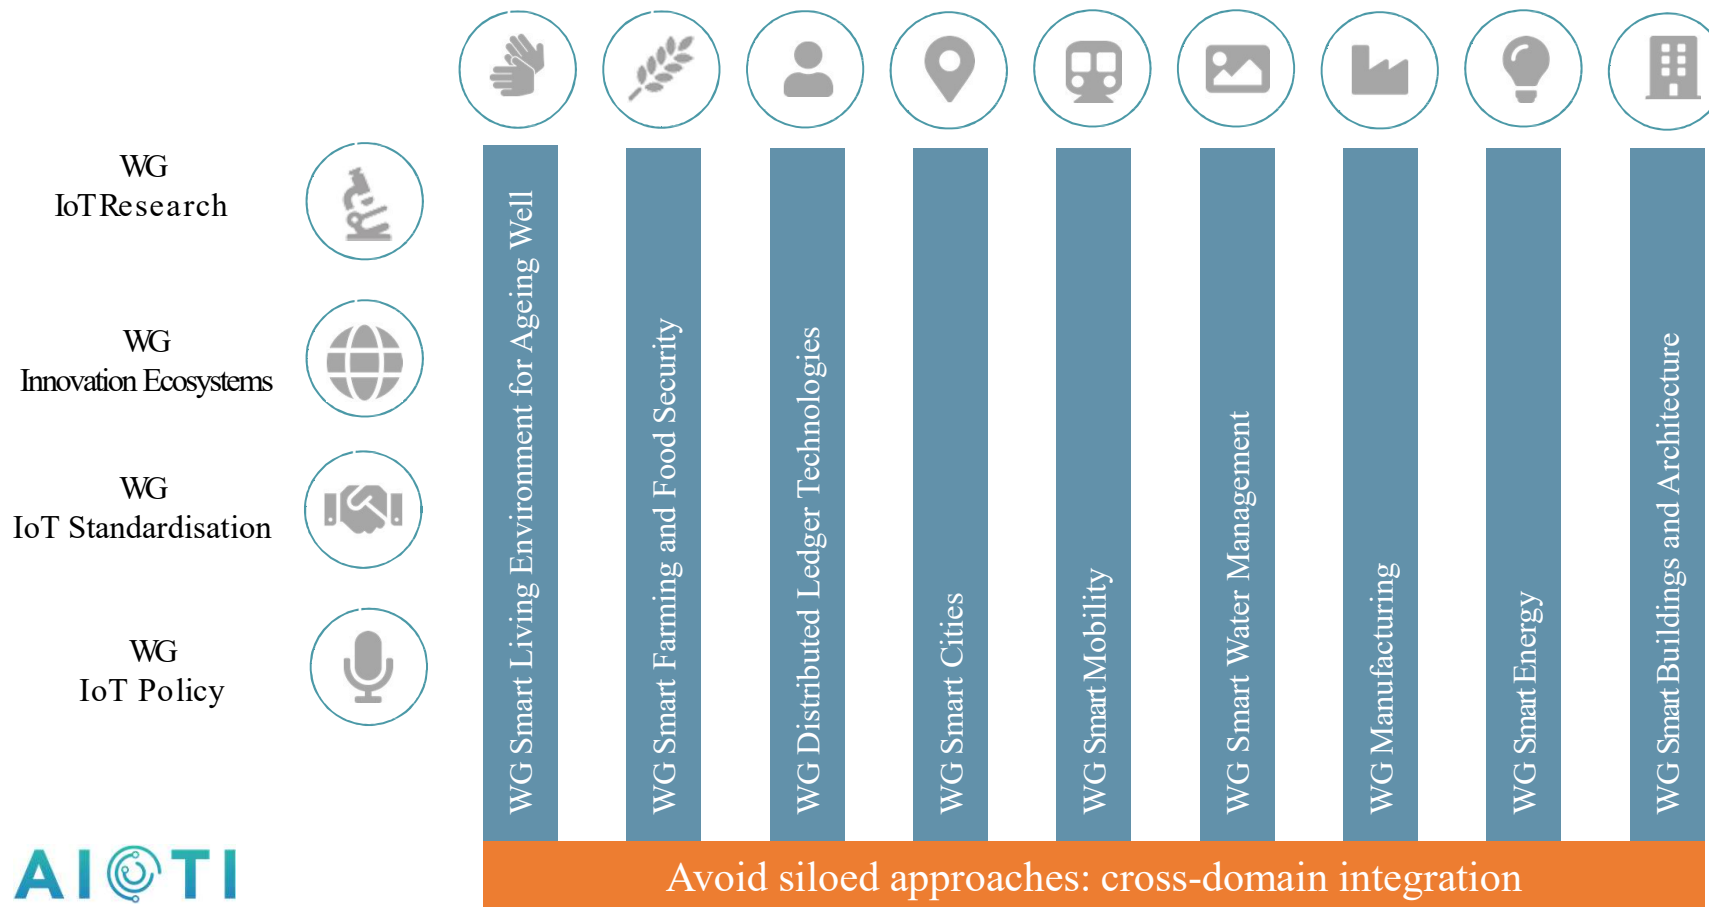 WG
IoT Research
WG
Innovation Ecosystems
WG
IoT Standardisation
WG
IoT Policy
WG Smart Living Environment for Ageing Well
WG Smart Farming and Food Security
WG Distributed Ledger Technologies
WG Smart Cities
WG Smart Mobility
WG Smart Water Management
WG Manufacturing
WG Smart Energy
WG Smart Buildings and Architecture
AIOTI
Avoid siloed approaches: cross-domain integration